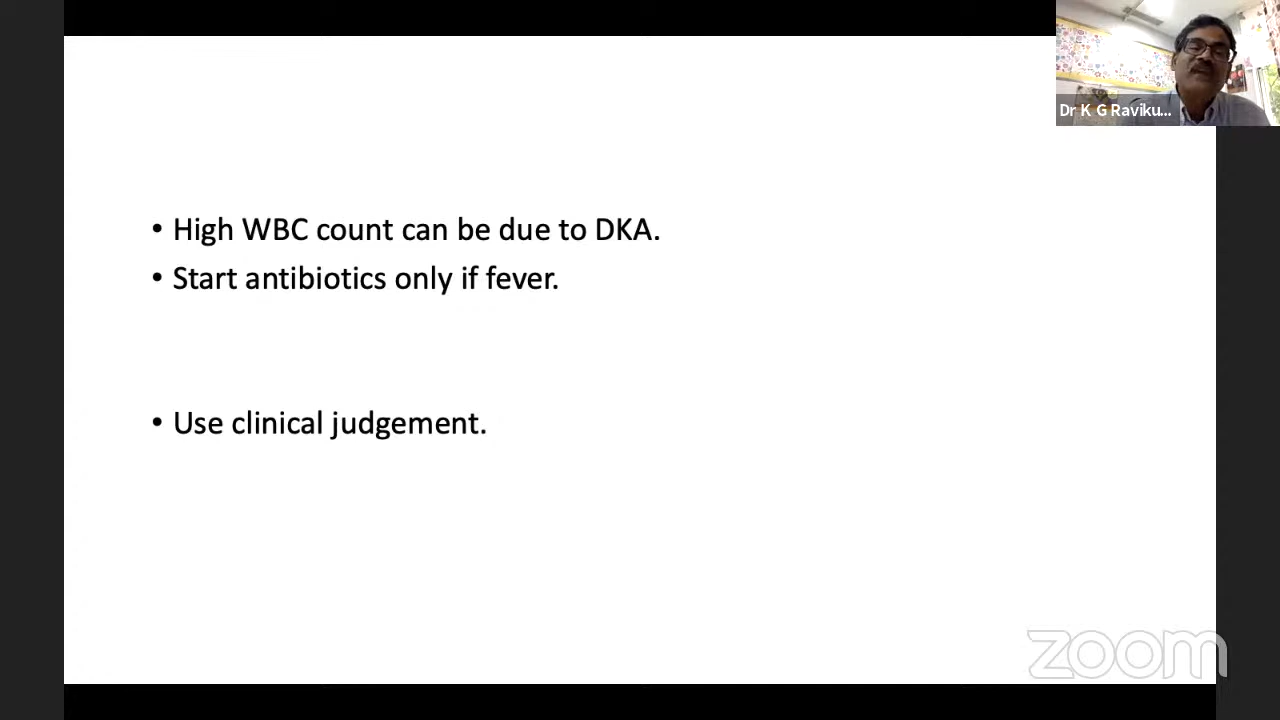 Dr K G Raviku...
• High WBC count can be due to DKA.
• Start antibiotics only if fever.
• Use clinical judgement.
zoom